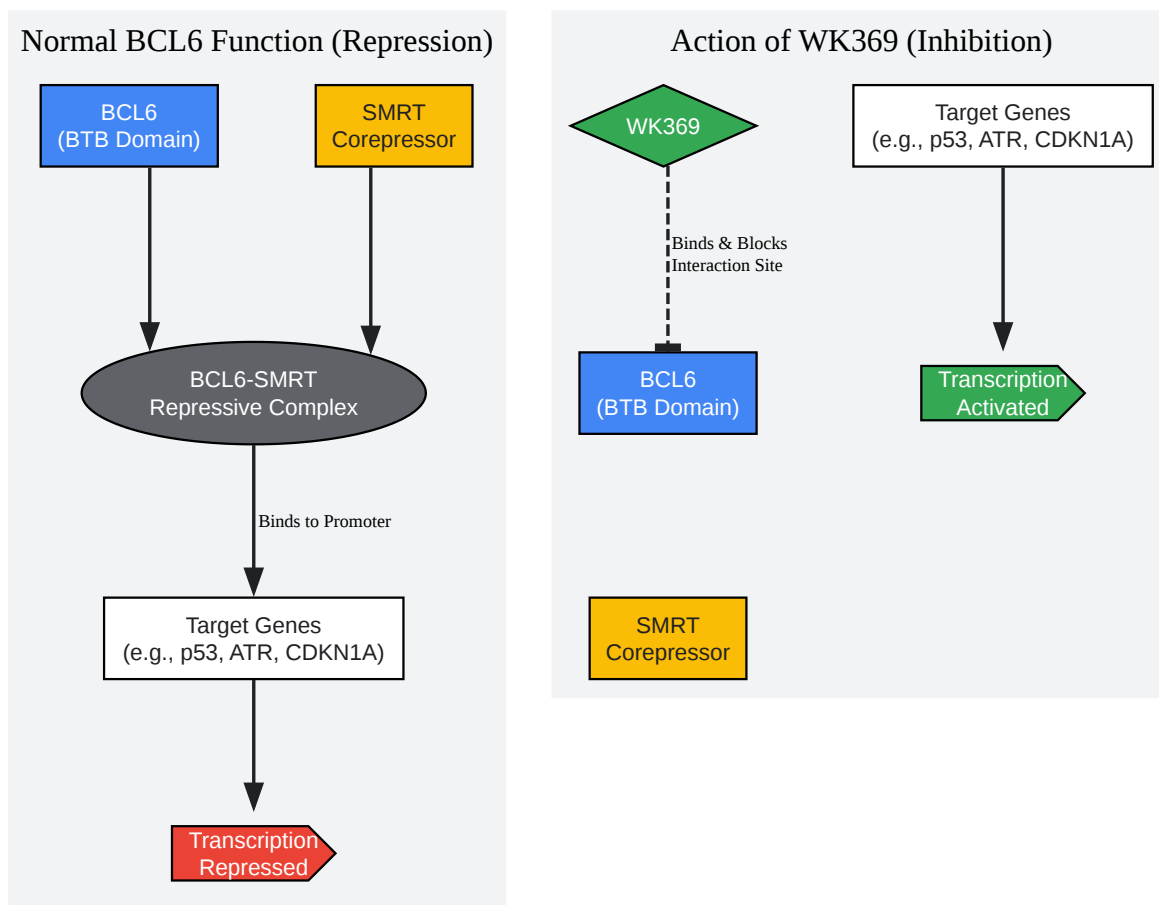 Normal BCL6 Function (Repression)
BCL6
(BTB Domain)
SMRT
Corepressor
BCL6-SMRT
Repressive Complex
Binds to Promoter
Target Genes
(e.g., p53, ATR, CDKN1A)
Transcription
Repressed
Action of WK369 (Inhibition)
WK369
Target Genes
(e.g., p53, ATR, CDKN1A)
Binds & Blocks
Interaction Site
BCL6
(BTB Domain)
Transcription
Activated
SMRT
Corepressor